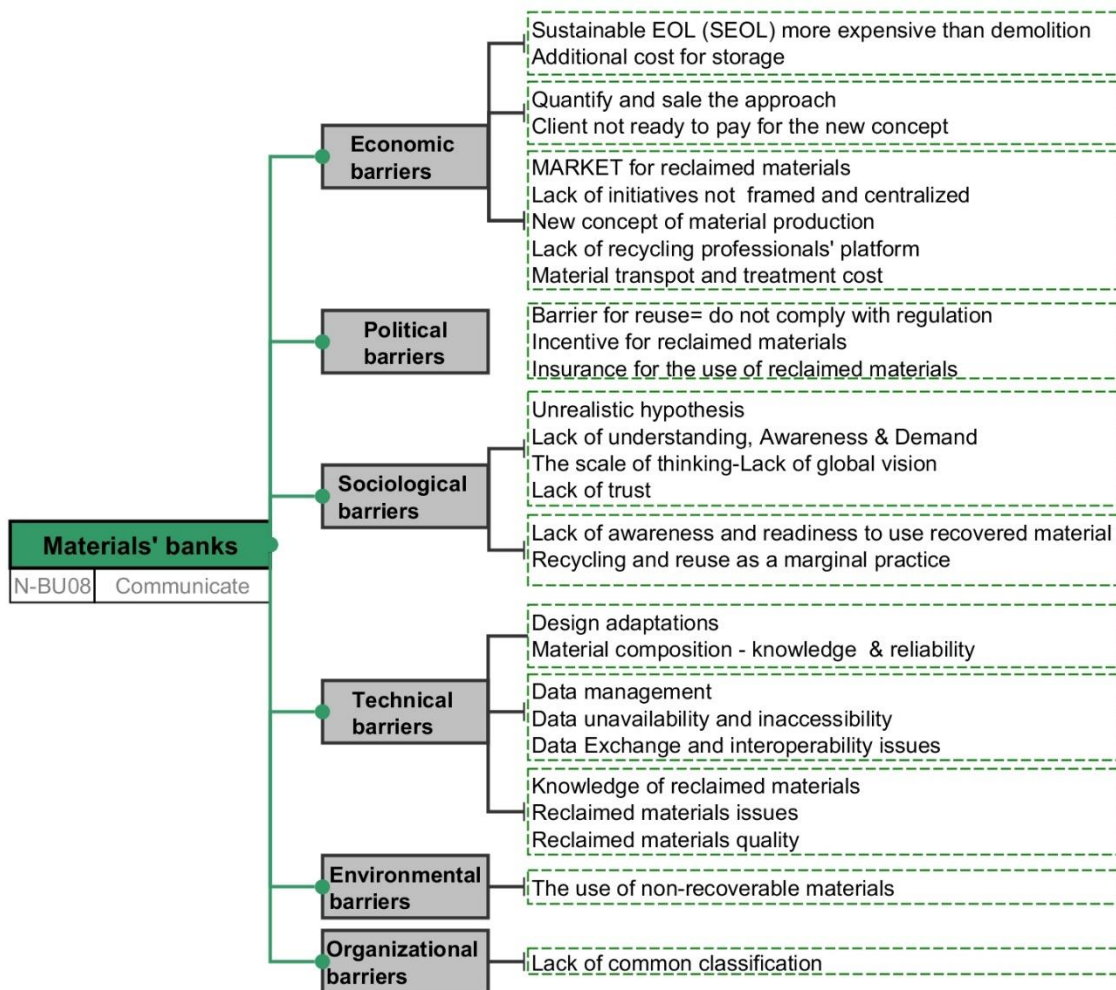 Sustainable EOL (SEOL) more expensive than demolition
Additional cost for storage
Quantify and sale the approach
Client not ready to pay for the new concept
Economic
barriers
MARKET for reclaimed materials
Lack of initiatives not framed and centralized
New concept of material production
Lack of recycling professionals' platform
Material transpot and treatment cost
Political
barriers
Barrier for reuse= do not comply with regulation
Incentive for reclaimed materials
Insurance for the use of reclaimed materials
Sociological
barriers
Unrealistic hypothesis
Lack of understanding, Awareness & Demand
The scale of thinking-Lack of global vision
Lack of trust
Lack of awareness and readiness to use recovered material
Recycling and reuse as a marginal practice
Materials' banks
N-BU08 Communicate
Technical
barriers
Design adaptations
Material composition - knowledge & reliability
Data management
Data unavailability and inaccessibility
Data Exchange and interoperability issues
Knowledge of reclaimed materials
Reclaimed materials issues
Reclaimed materials quality
Environmental
barriers
The use of non-recoverable materials
Organizational
barriers
Lack of common classification